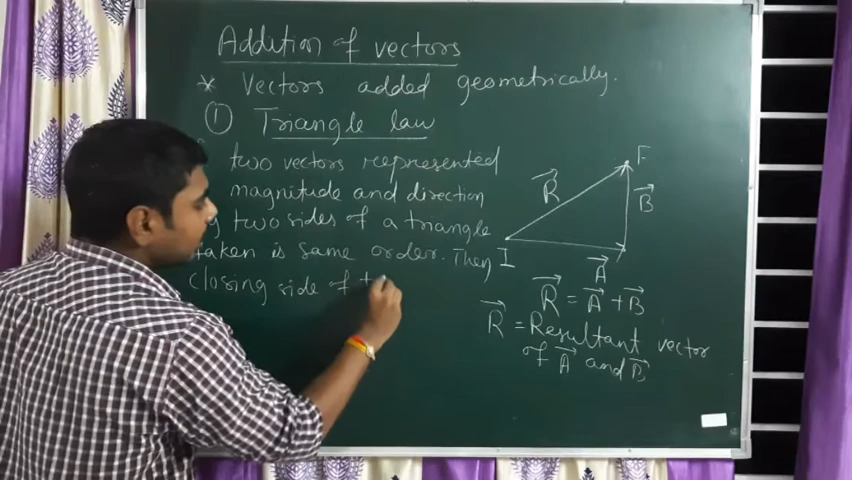 Addition of vectors
* Vectors added geometrically.
① Triangle law
two vectors represented
magnitude and direction
two sides of a triangle
taken is same order. Then
closing side of t
F
R⃗
B⃗
I
A⃗
R⃗ = A⃗ + B⃗
R⃗ = Resultant vector
of A⃗ and B⃗